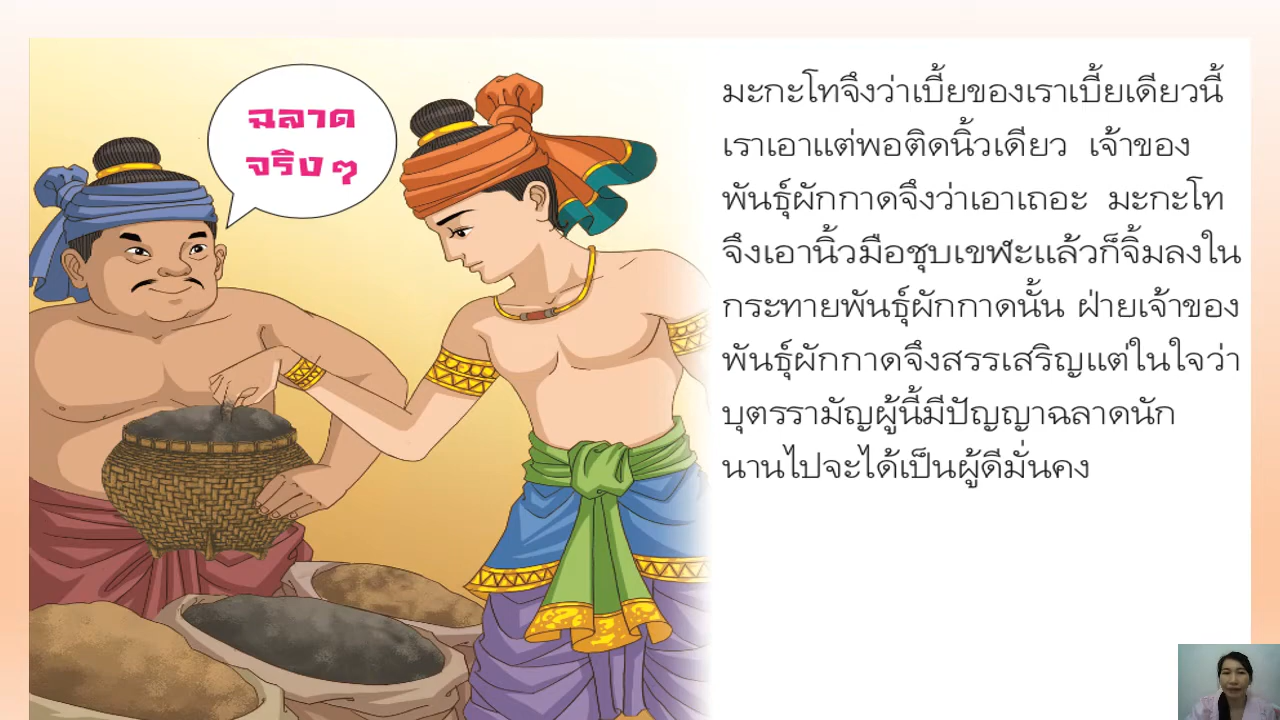 ฉลาด
จริงๆ
มะกะโทจึงว่าเบี้ยของเราเบี้ยเดียวนี้
เราเอาแต่พอติดนิ้วเดียว เจ้าของ
พันธุ์ผักกาดจึงว่าเอาเถอะ มะกะโท
จึงเอานิ้วมือชุบเขฬะแล้วก็จิ้มลงใน
กระทายพันธุ์ผักกาดนั้น ฝ่ายเจ้าของ
พันธุ์ผักกาดจึงสรรเสริญแต่ในใจว่า
บุตรรามัญผู้นี้มีปัญญาฉลาดนัก
นานไปจะได้เป็นผู้ดีมั่นคง